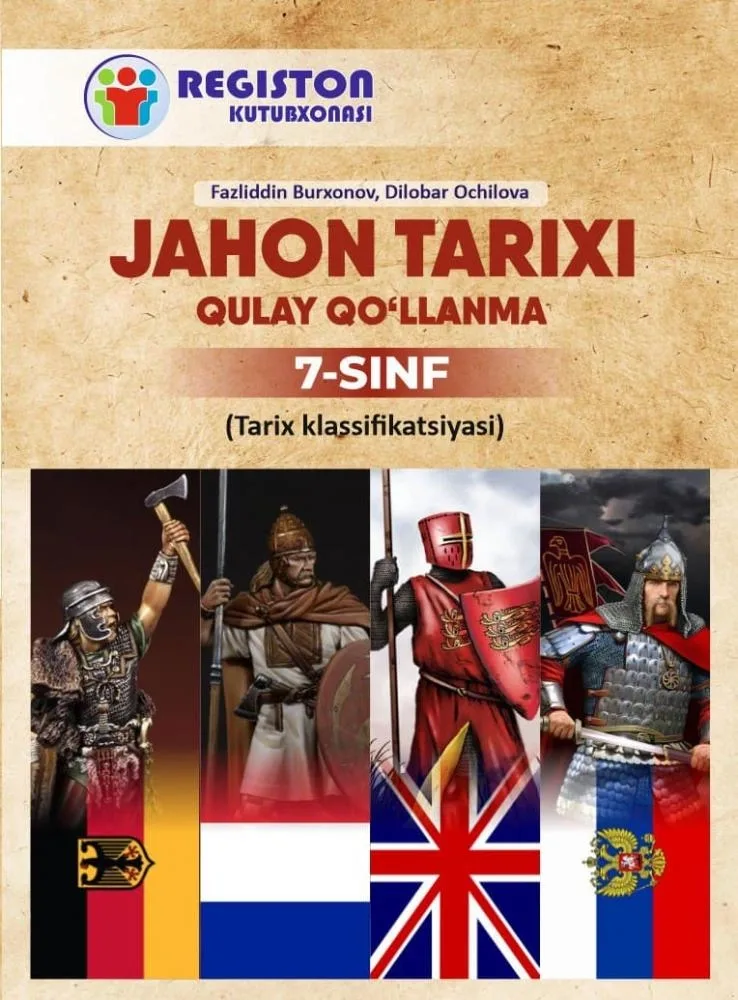 REGISTON
KUTUBXONASI
Fazliddin Burxonov, Dilobar Ochilova
JAHON TARIXI
QULAY QO‘LLANMA
7-SINF
(Tarix klassifikatsiyasi)